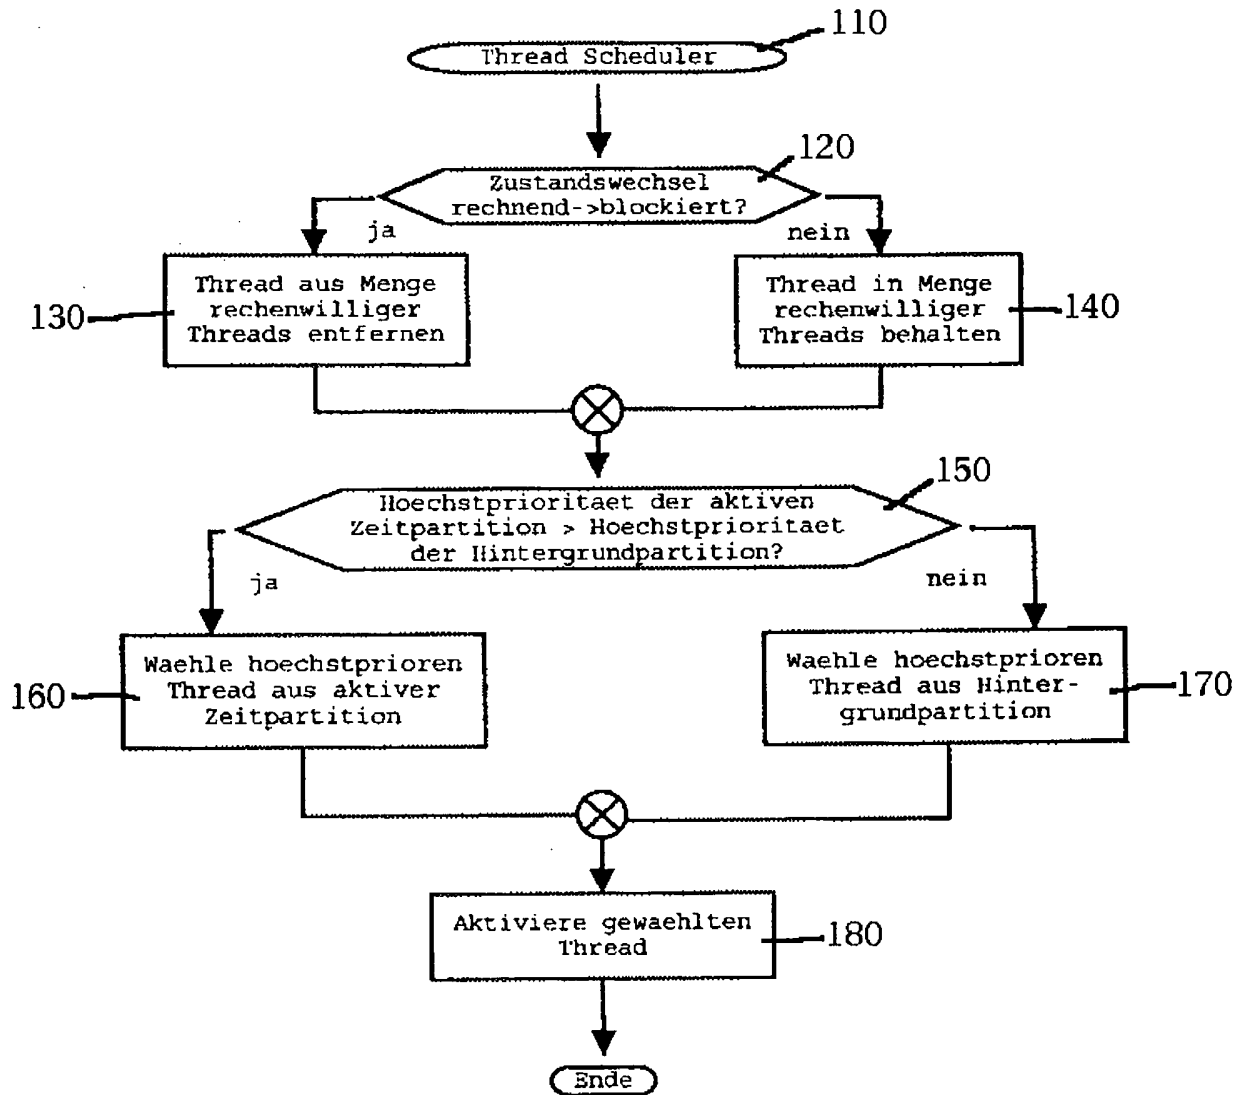 110
Thread Scheduler
120
Zustandswechsel
rechnend->blockiert?
ja
nein
130
Thread aus Menge
rechenwilliger
Threads entfernen
Thread in Menge
rechenwilliger
Threads behalten
140
150
Hoechstprioritaet der aktiven
Zeitpartition > Hoechstprioritaet
der Hintergrundpartition?
ja
nein
160
Waehle hoechstprioren
Thread aus aktiver
Zeitpartition
Waehle hoechstprioren
Thread aus Hinter-
grundpartition
170
Aktiviere gewaehlten
Thread
180
Ende